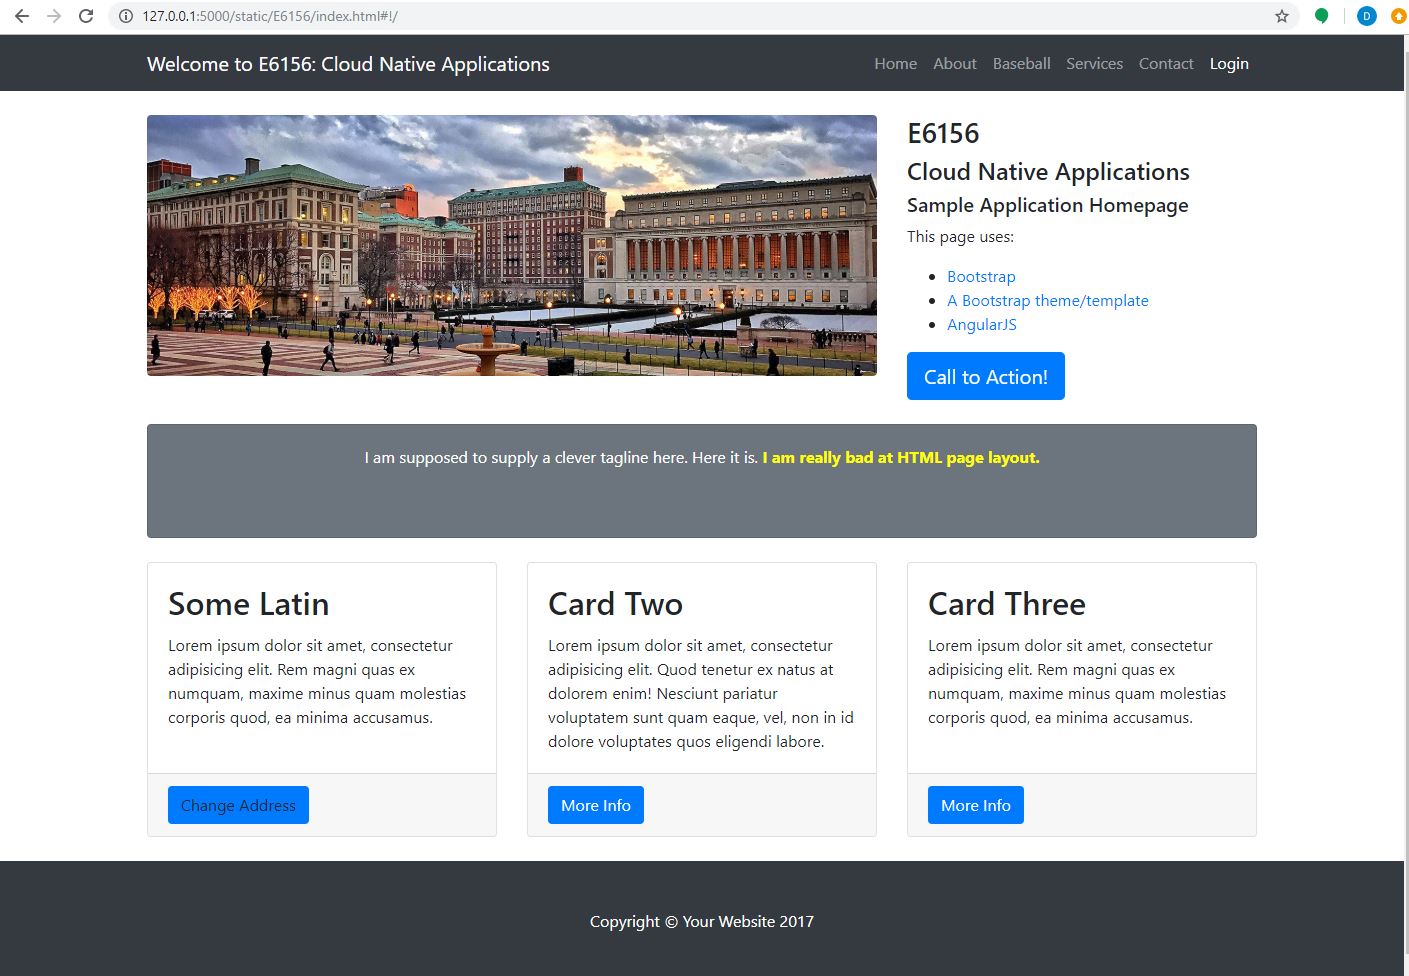 127.0.0.1:5000/static/E6156/index.html#!/
D
Welcome to E6156: Cloud Native Applications
Home About Baseball Services Contact Login
E6156
Cloud Native Applications
Sample Application Homepage
This page uses:
Bootstrap
A Bootstrap theme/template
AngularJS
Call to Action!
I am supposed to supply a clever tagline here. Here it is. I am really bad at HTML page layout.
Some Latin
Lorem ipsum dolor sit amet, consectetur
adipisicing elit. Rem magni quas ex
numquam, maxime minus quam molestias
corporis quod, ea minima accusamus.
Change Address
Card Two
Lorem ipsum dolor sit amet, consectetur
adipisicing elit. Quod tenetur ex natus at
dolorem enim! Nesciunt pariatur
voluptatem sunt quam eaque, vel, non in id
dolore voluptates quos eligendi labore.
More Info
Card Three
Lorem ipsum dolor sit amet, consectetur
adipisicing elit. Rem magni quas ex
numquam, maxime minus quam molestias
corporis quod, ea minima accusamus.
More Info
Copyright © Your Website 2017